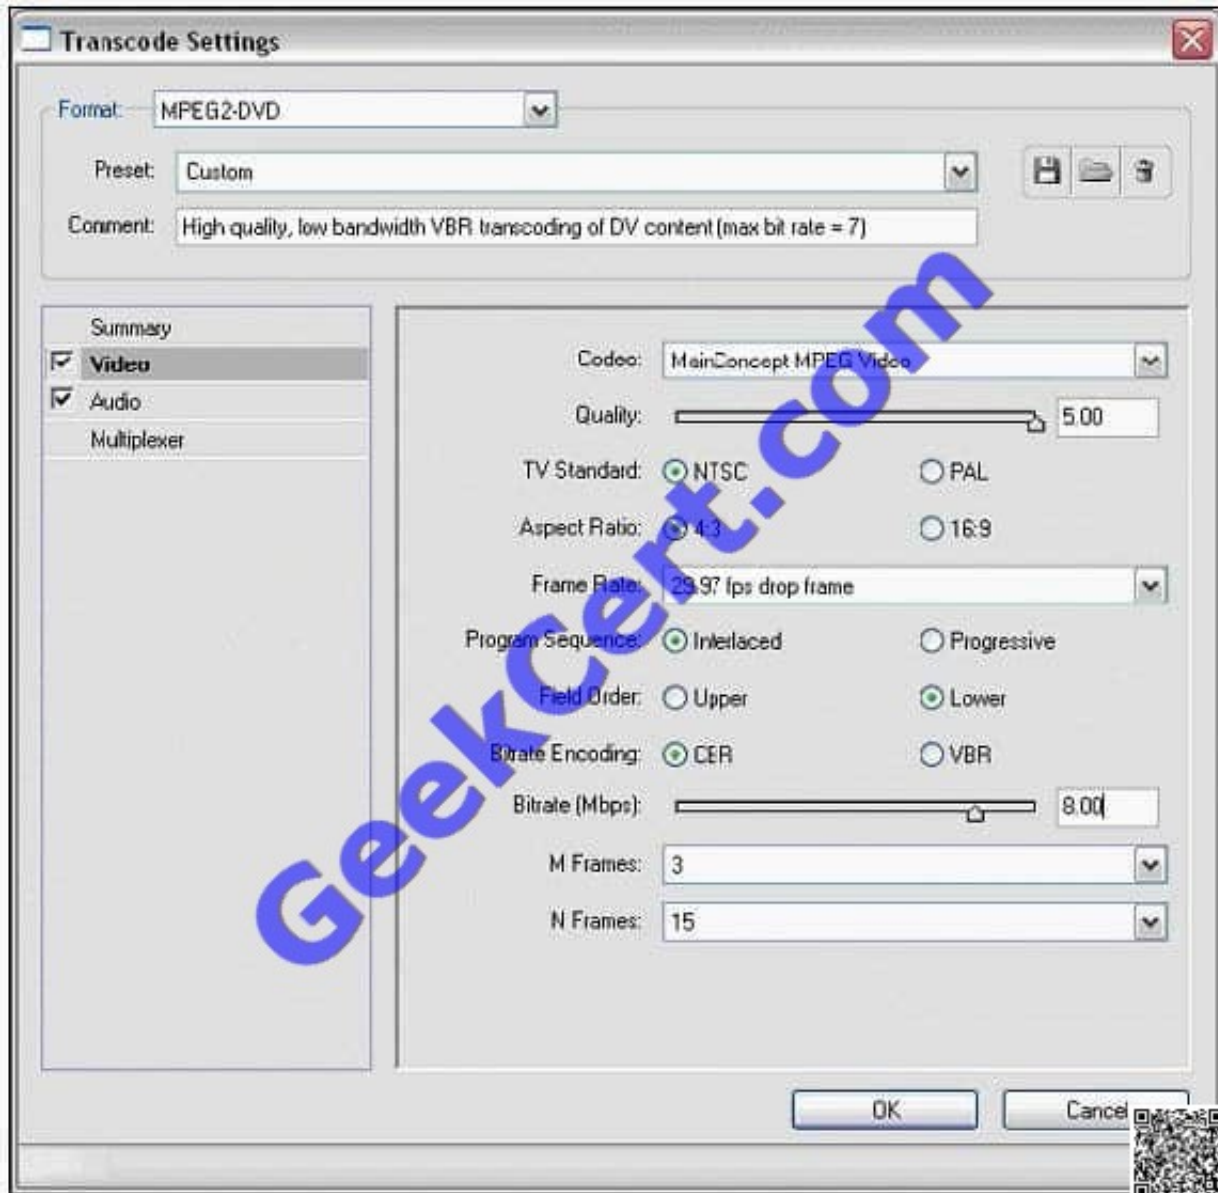 Transcode Settings
Format: MPEG2-DVD
Preset: Custom
Comment: High quality, low bandwidth VBR transcoding of DV content (max bit rate = 7)
Summary
Video
Audio
Multiplexer
Codec: MainConcept MPEG Video
Quality: 5.00
TV Standard: NTSC PAL
Aspect Ratio: 4:3 16:9
Frame Rate: 29.97 fps drop frame
Program Sequence: Interlaced Progressive
Field Order: Upper Lower
Bitrate Encoding: CBR VBR
Bitrate (Mbps): 8.00
M Frames: 3
N Frames: 15
OK Cancel
GeekCert.com